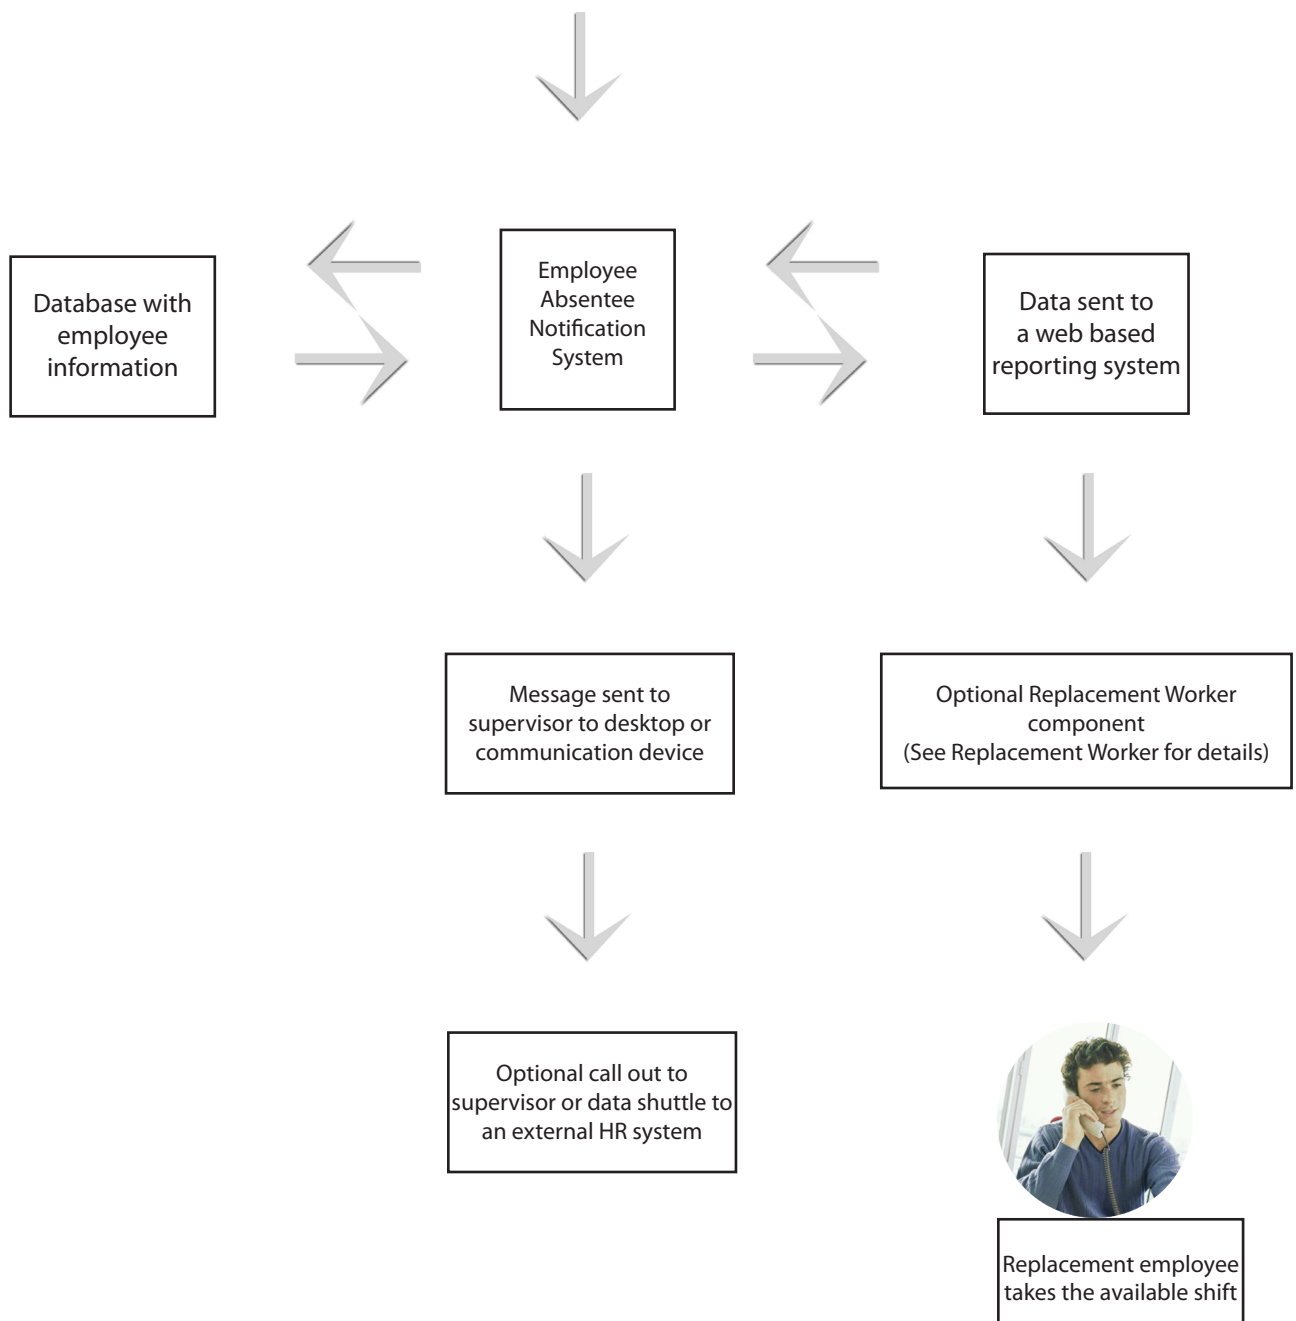 Database with
employee
information
Employee
Absentee
Notification
System
Data sent to
a web based
reporting system
Message sent to
supervisor to desktop or
communication device
Optional Replacement Worker
component
(See Replacement Worker for details)
Optional call out to
supervisor or data shuttle to
an external HR system
Replacement employee
takes the available shift